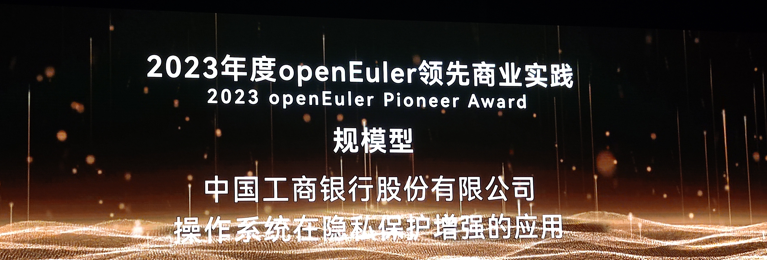 2023年度openEuler领先商业实践
2023 openEuler Pioneer Award
规模型
中国工商银行股份有限公司
操作系统在隐私保护增强的应用